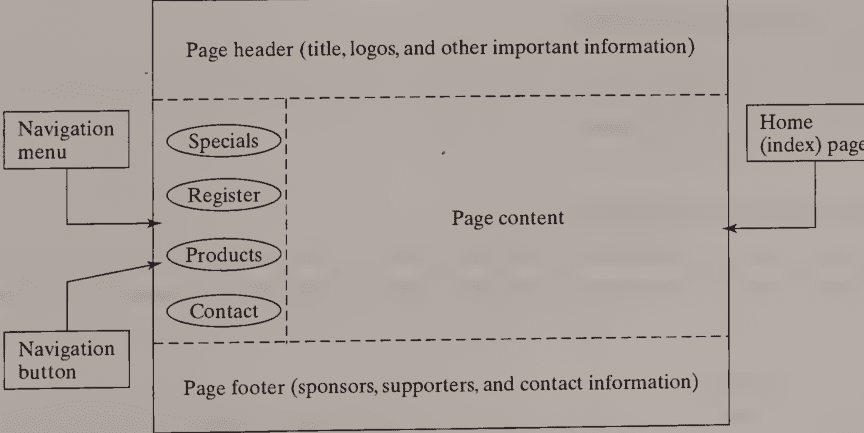 Page header (title, logos, and other important information)
Navigation
menu
Specials
Register
Products
Contact
Page content
Home
(index) page
Navigation
button
Page footer (sponsors, supporters, and contact information)